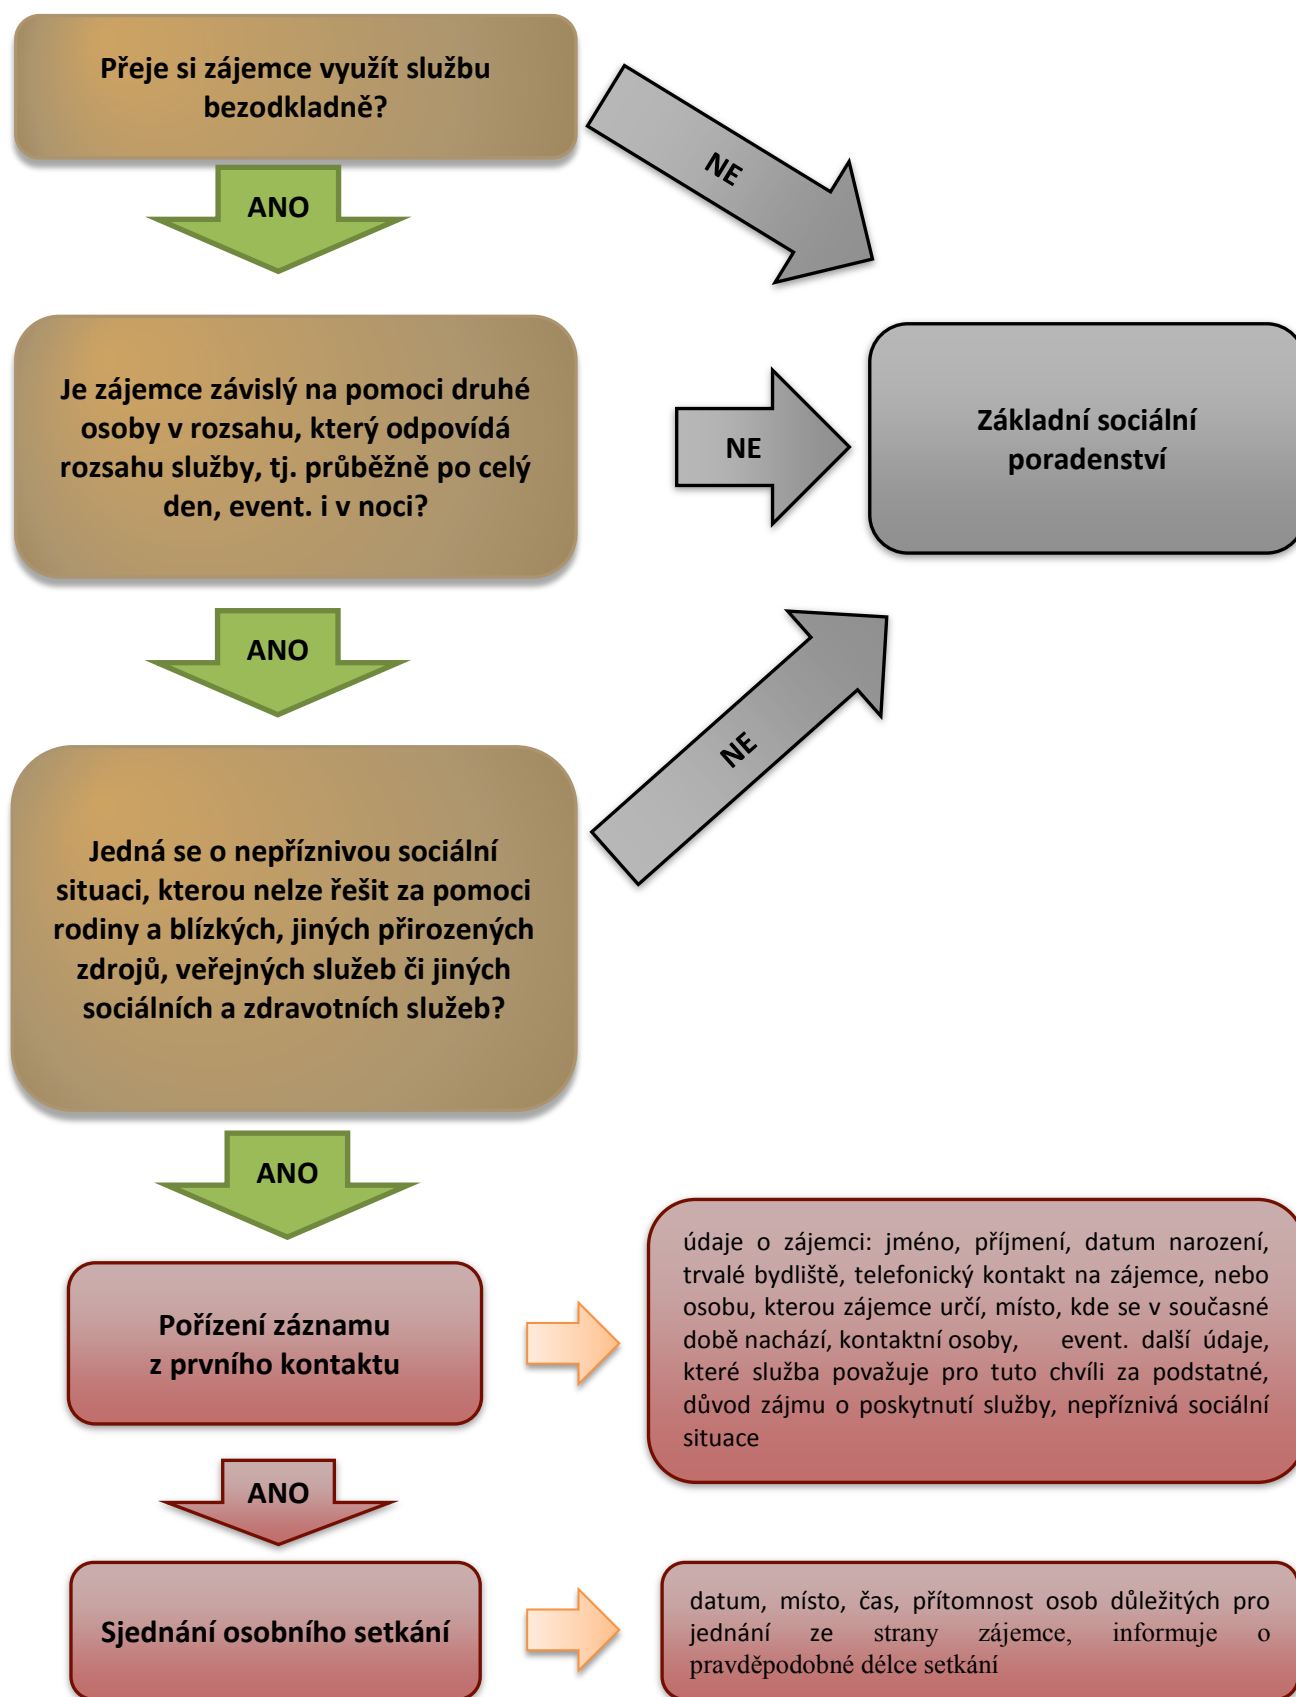 Přeje si zájemce využít službu
bezodkladně?
NE
ANO
Je zájemce závislý na pomoci druhé
osoby v rozsahu, který odpovídá
rozsahu služby, tj. průběžně po celý
den, event. i v noci?
NE
Základní sociální
poradenství
ANO
NE
Jedná se o nepříznivou sociální
situaci, kterou nelze řešit za pomoci
rodiny a blízkých, jiných přirozených
zdrojů, veřejných služeb či jiných
sociálních a zdravotních služeb?
ANO
Pořízení záznamu
z prvního kontaktu
údaje o zájemci: jméno, příjmení, datum narození,
trvalé bydliště, telefonický kontakt na zájemce, nebo
osobu, kterou zájemce určí, místo, kde se v současné
době nachází, kontaktní osoby, event. další údaje,
které služba považuje pro tuto chvíli za podstatné,
důvod zájmu o poskytnutí služby, nepříznivá sociální
situace
ANO
Sjednání osobního setkání
datum, místo, čas, přítomnost osob důležitých pro
jednání ze strany zájemce, informuje o
pravděpodobné délce setkání